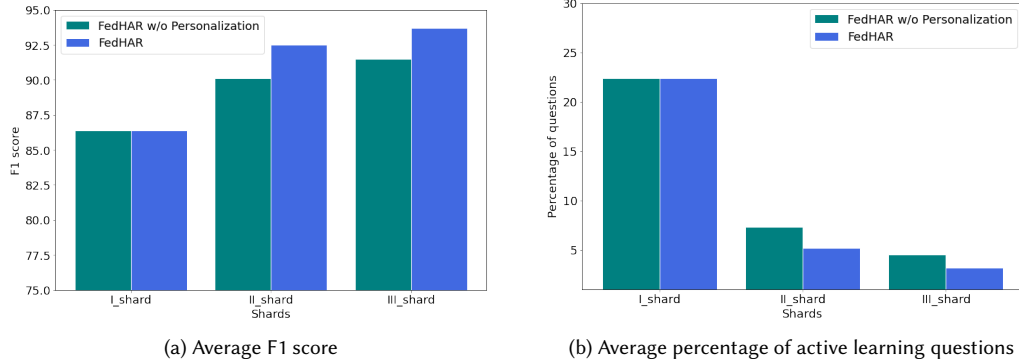 95.0
92.5
90.0
87.5
85.0
82.5
80.0
77.5
75.0
F1 score
FedHAR w/o Personalization
FedHAR
I_shard
II_shard
III_shard
Shards
(a) Average F1 score
30
25
20
15
10
5
Percentage of questions
FedHAR w/o Personalization
FedHAR
I_shard
II_shard
III_shard
Shards
(b) Average percentage of active learning questions